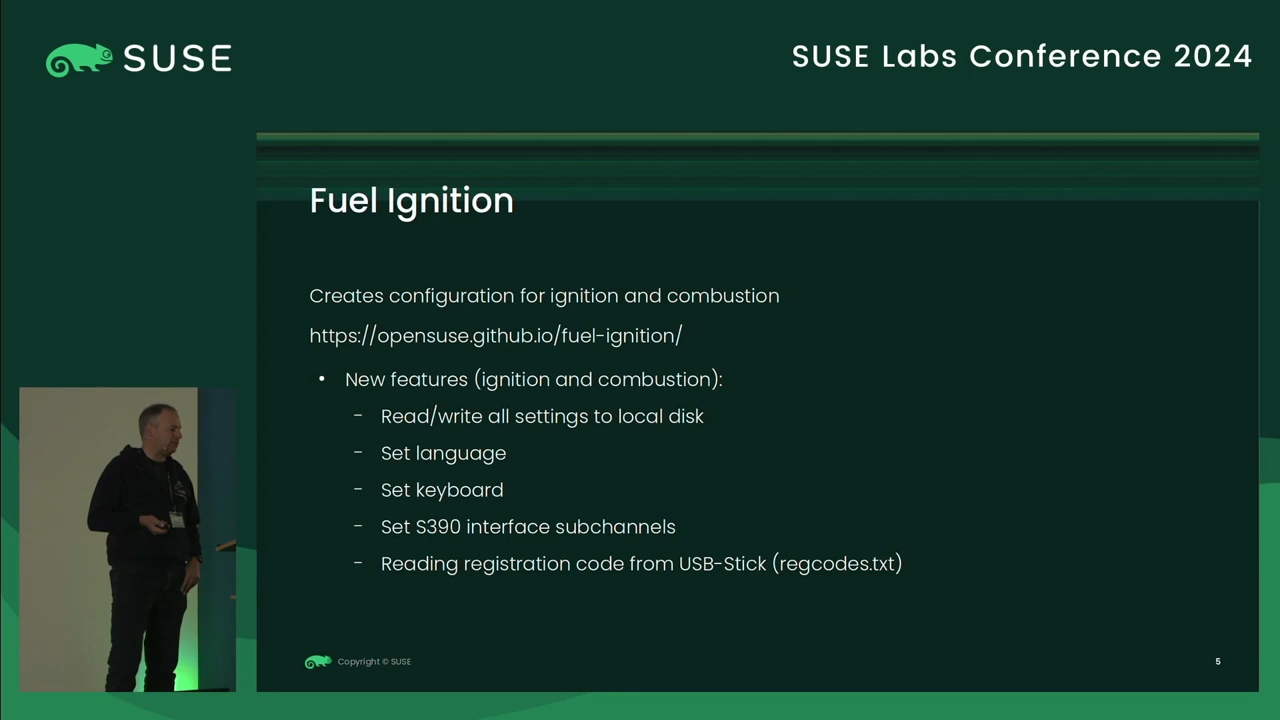 SUSE
SUSE Labs Conference 2024
Fuel Ignition
Creates configuration for ignition and combustion
https://opensuse.github.io/fuel-ignition/
• New features (ignition and combustion):
- Read/write all settings to local disk
- Set language
- Set keyboard
- Set S390 interface subchannels
- Reading registration code from USB-Stick (regcodes.txt)
Copyright © SUSE
5